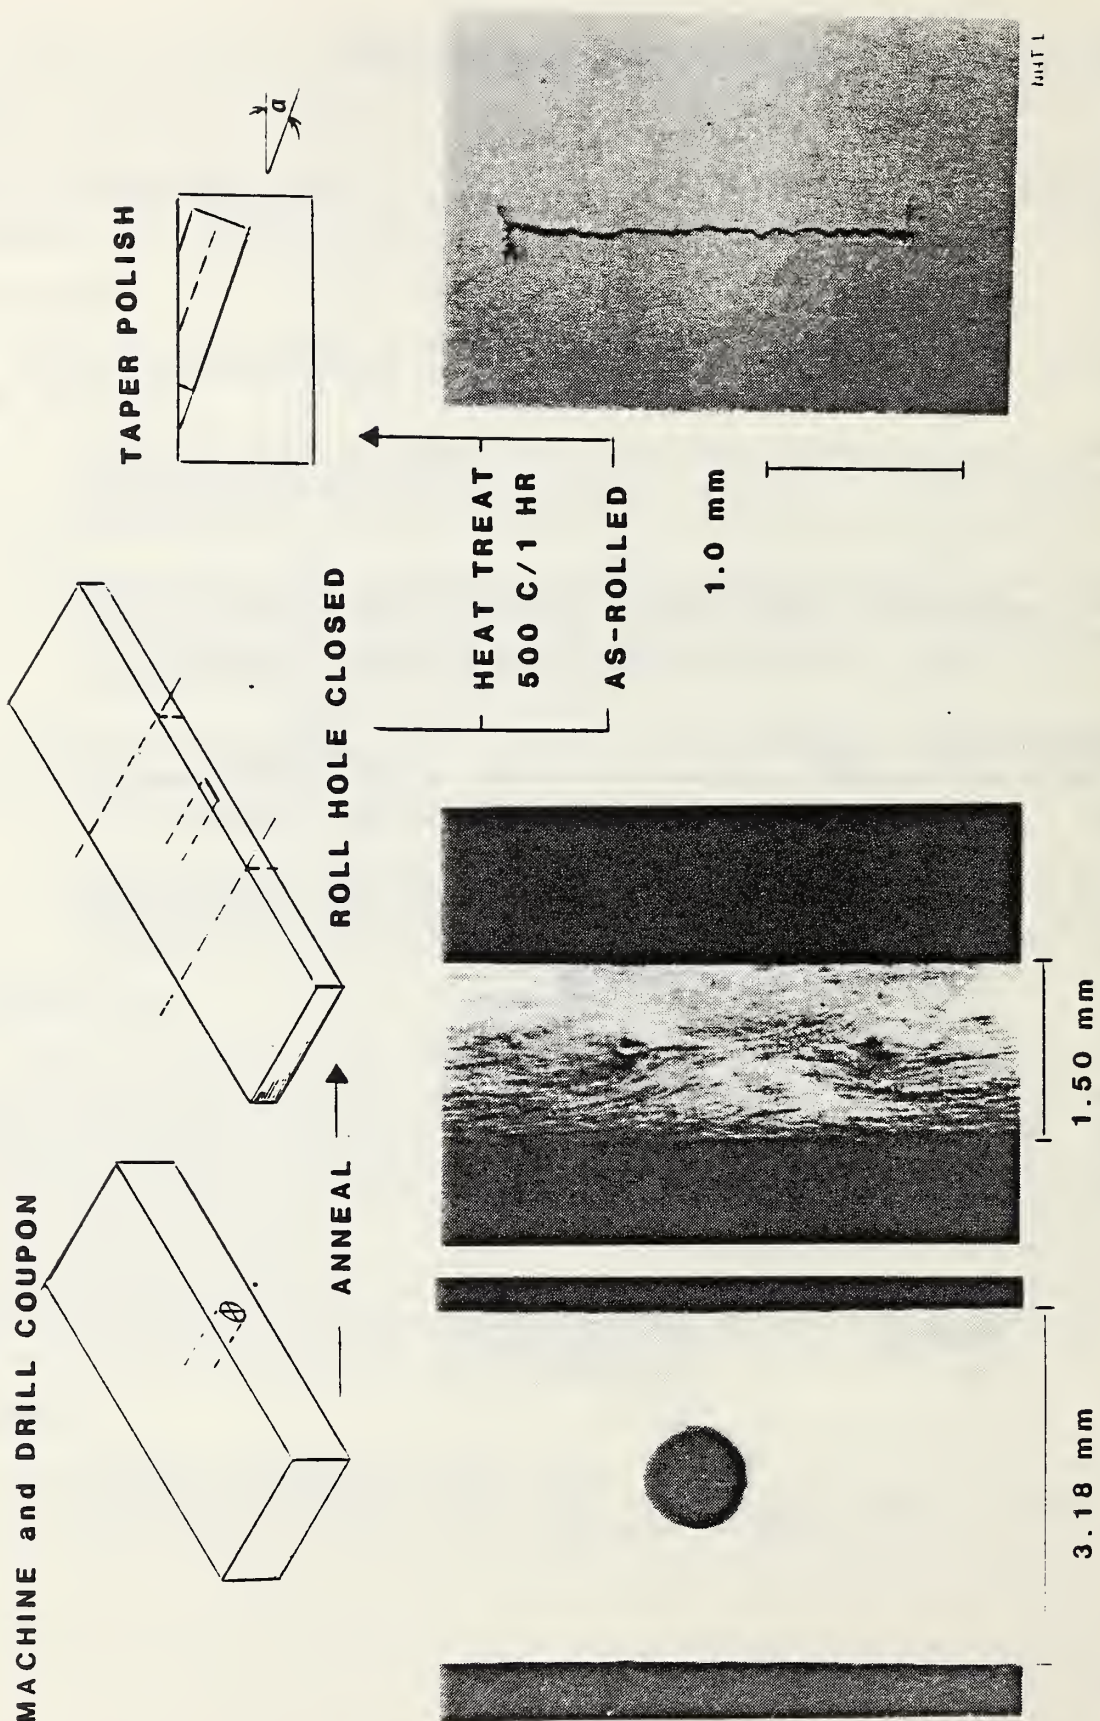 MACHINE and DRILL COUPON
ANNEAL
ROLL HOLE CLOSED
TAPER POLISH
a
HEAT TREAT
500 C/1 HR
AS-ROLLED
3.18 mm
1.50 mm
1.0 mm